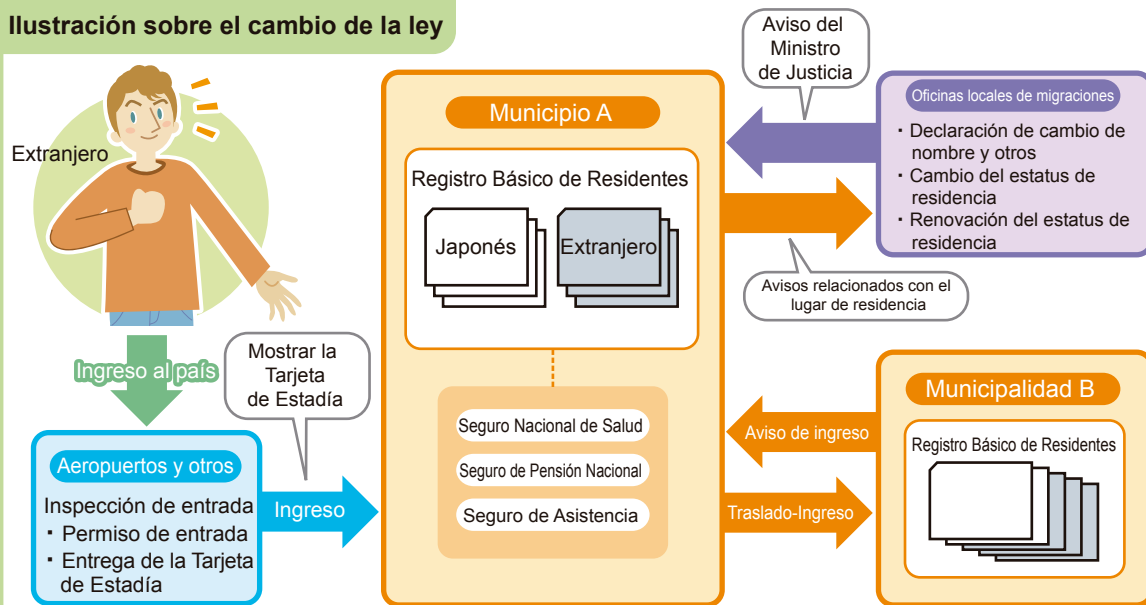 Ilustración sobre el cambio de la ley
Extranjero
Ingreso al país
Aeropuertos y otros
Inspección de entrada
・ Permiso de entrada
・ Entrega de la Tarjeta
de Estadía
Mostrar la
Tarjeta
de Estadía
Ingreso
Municipio A
Registro Básico de Residentes
Japonés
Extranjero
Seguro Nacional de Salud
Seguro de Pensión Nacional
Seguro de Asistencia
Aviso del
Ministro
de Justicia
Oficinas locales de migraciones
・ Declaración de cambio de
nombre y otros
・ Cambio del estatus de
residencia
・ Renovación del estatus de
residencia
Avisos relacionados con el
lugar de residencia
Aviso de ingreso
Traslado-Ingreso
Municipalidad B
Registro Básico de Residentes